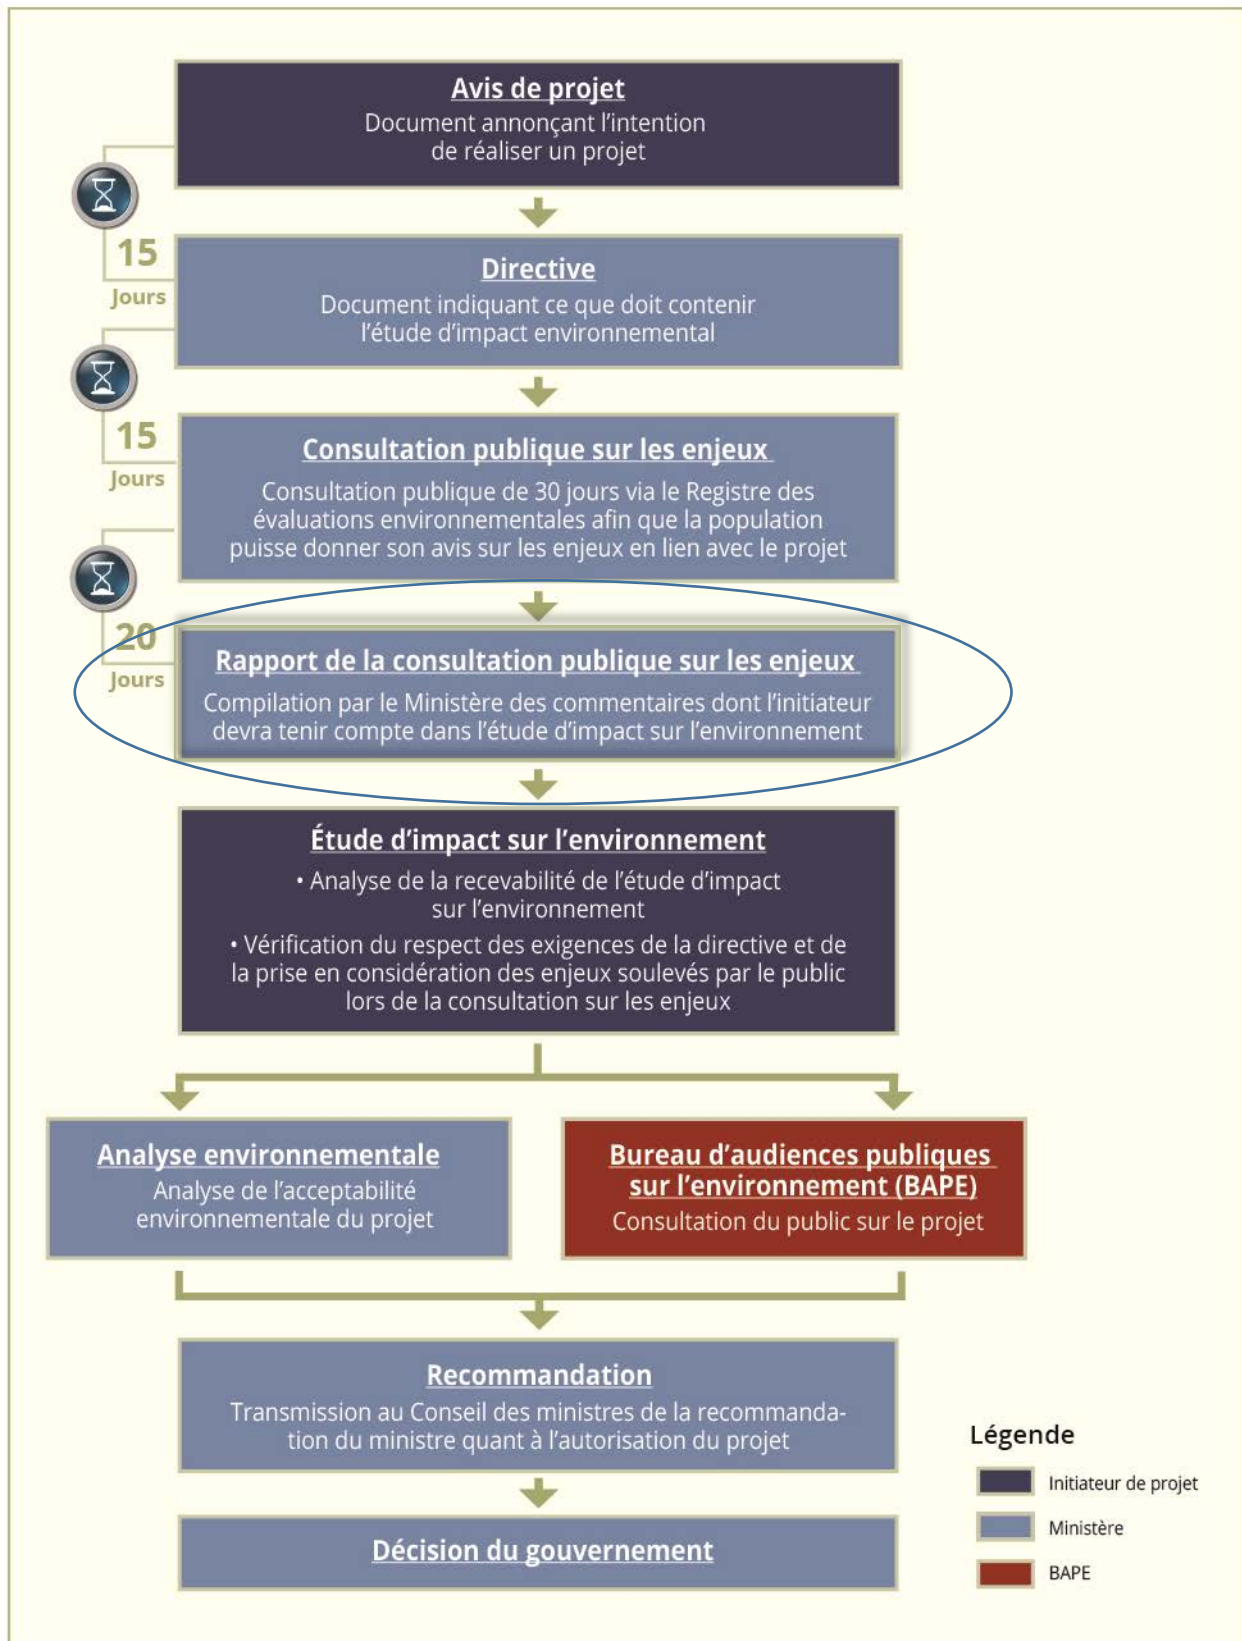 Avis de projet
Document annonçant l'intention
de réaliser un projet
15
Jours
Directive
Document indiquant ce que doit contenir
l'étude d'impact environnemental
15
Jours
Consultation publique sur les enjeux
Consultation publique de 30 jours via le Registre des
évaluations environnementales afin que la population
puisse donner son avis sur les enjeux en lien avec le projet
20
Jours
Rapport de la consultation publique sur les enjeux
Compilation par le Ministère des commentaires dont l'initiateur
devra tenir compte dans l'étude d'impact sur l'environnement
Étude d'impact sur l'environnement
• Analyse de la recevabilité de l'étude d'impact
sur l'environnement
• Vérification du respect des exigences de la directive et de
la prise en considération des enjeux soulevés par le public
lors de la consultation sur les enjeux
Analyse environnementale
Analyse de l'acceptabilité
environnementale du projet
Bureau d'audiences publiques
sur l'environnement (BAPE)
Consultation du public sur le projet
Recommandation
Transmission au Conseil des ministres de la recommanda-
tion du ministre quant à l'autorisation du projet
Décision du gouvernement
Légende
Initiateur de projet
Ministère
BAPE